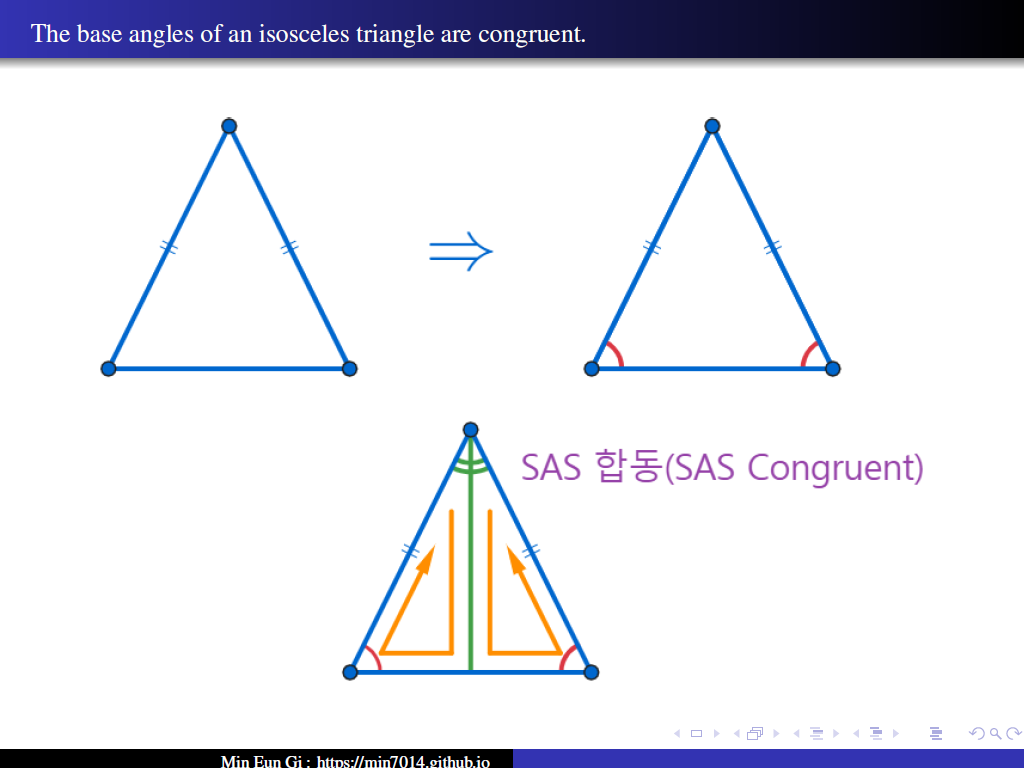 The base angles of an isosceles triangle are congruent.
SAS 합동(SAS Congruent)
Min Eun Gi : https://min7014.github.io